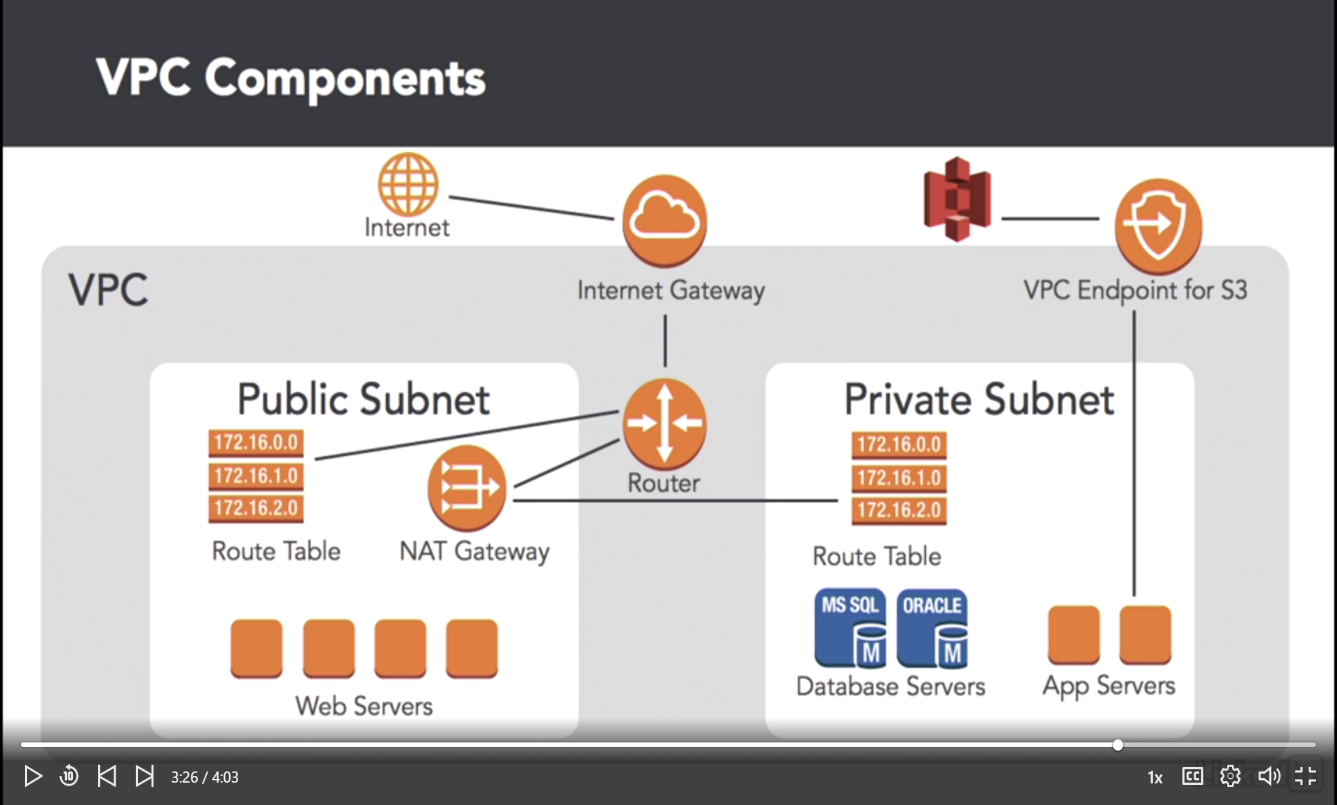 VPC Components
Internet
Internet Gateway
VPC Endpoint for S3
VPC
Public Subnet
172.16.0.0
172.16.1.0
172.16.2.0
Route Table
NAT Gateway
Web Servers
Router
Private Subnet
172.16.0.0
172.16.1.0
172.16.2.0
Route Table
MS SQL
M
ORACLE
M
Database Servers
App Servers
10
3:26 / 4:03
1x
CC